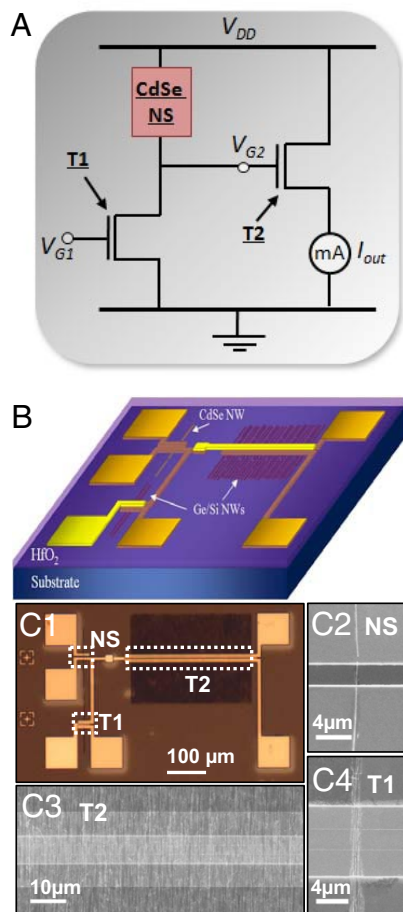 A
V_DD
CdSe
NS
T1
V_G2
V_G1
T2
mA
I_out
B
CdSe NW
Ge/Si NWs
HfO₂
Substrate
C1
NS
T2
T1
100 µm
C2
NS
4µm
C3
T2
10µm
C4
T1
4µm